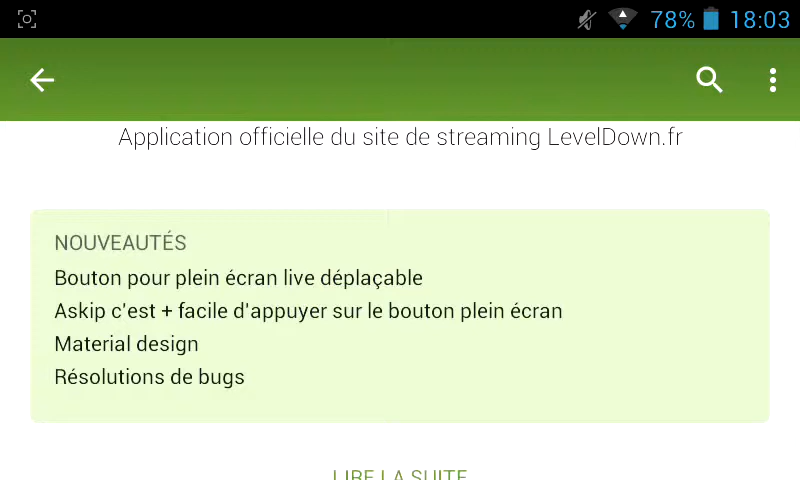 78% 18:03
Application officielle du site de streaming LevelDown.fr
NOUVEAUTÉS
Bouton pour plein écran live déplaçable
Askip c'est + facile d'appuyer sur le bouton plein écran
Material design
Résolutions de bugs
LIRE LA SUITE